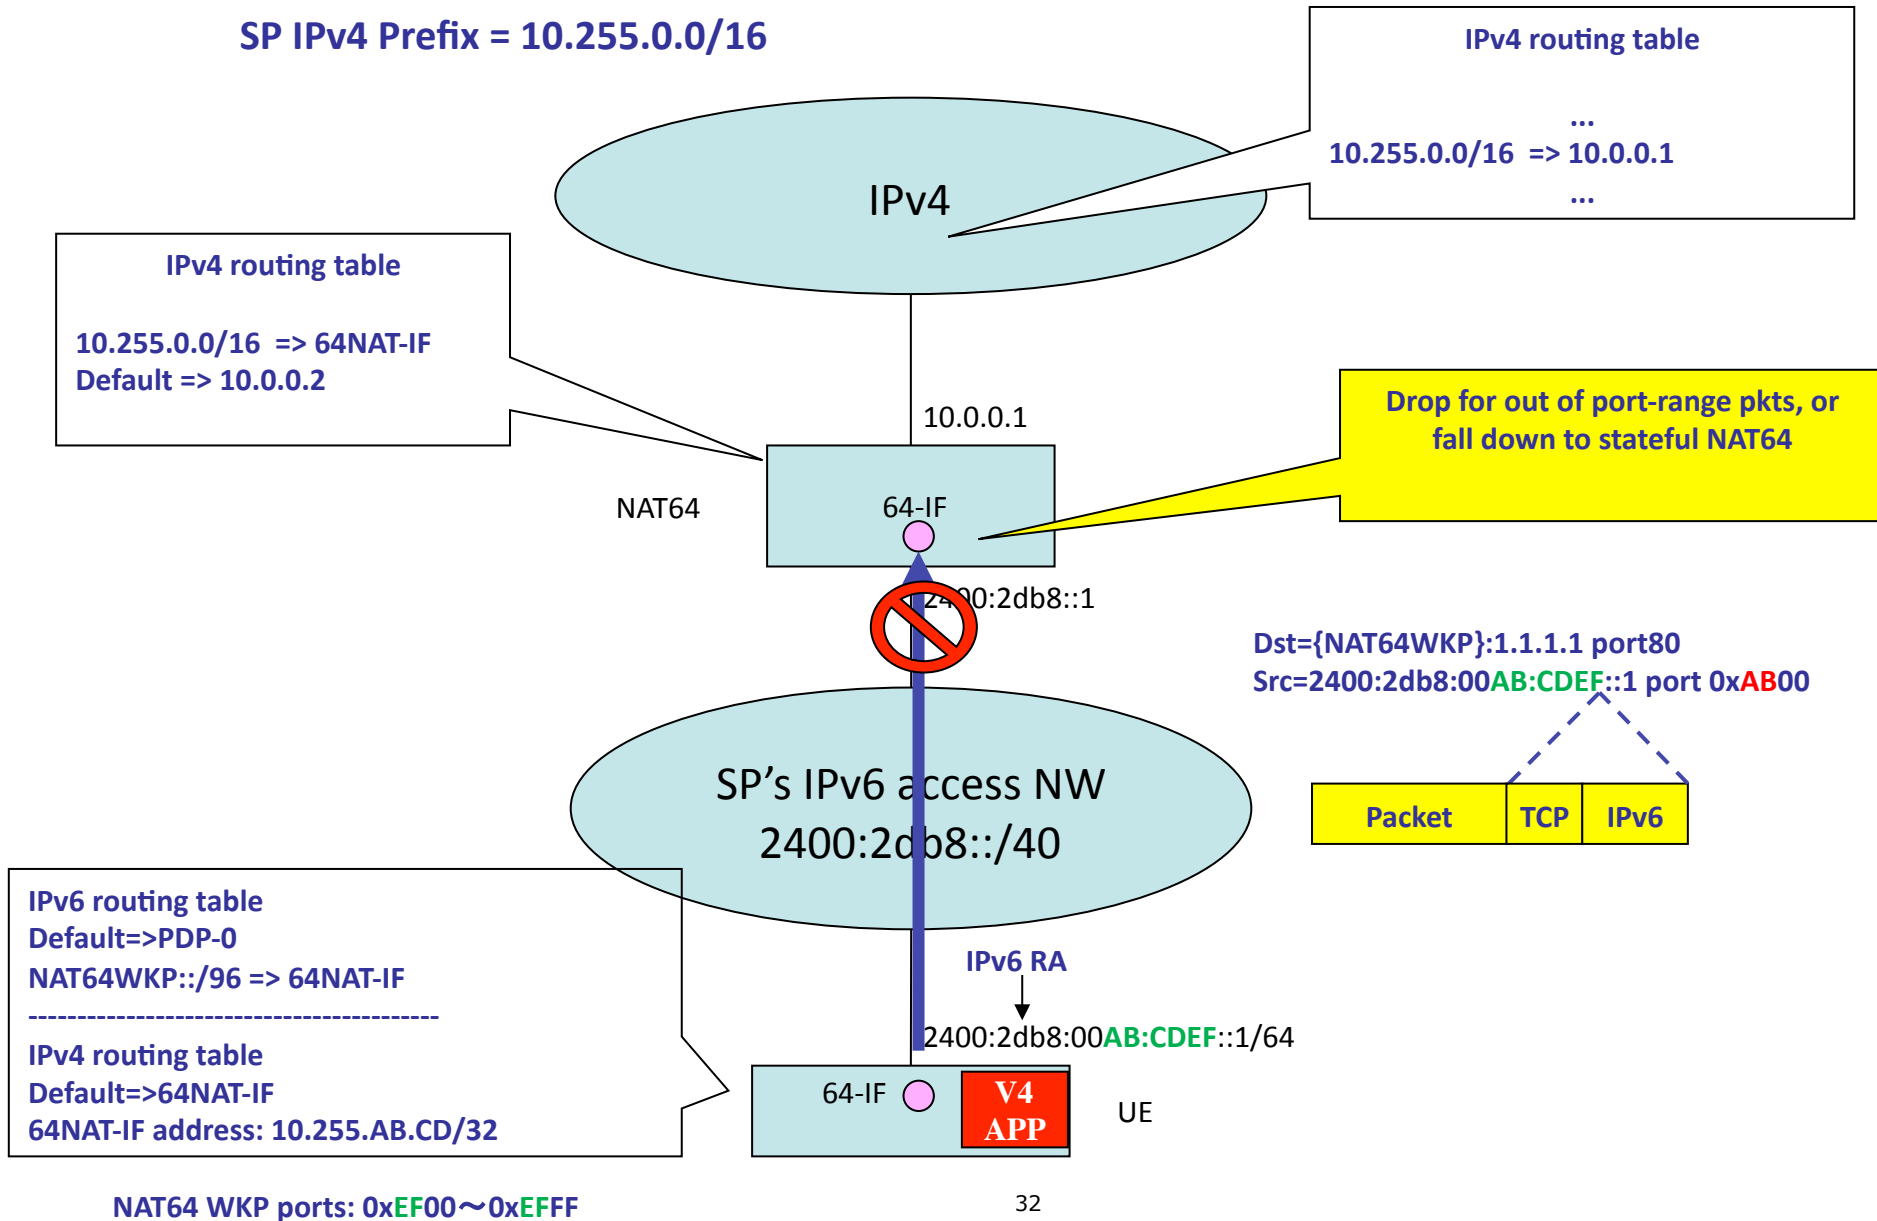 SP IPv4 Prefix = 10.255.0.0/16
IPv4 routing table
...
10.255.0.0/16 => 10.0.0.1
...
IPv4
IPv4 routing table
10.255.0.0/16 => 64NAT-IF
Default => 10.0.0.2
10.0.0.1
Drop for out of port-range pkts, or
fall down to stateful NAT64
NAT64
64-IF
2400:2db8::1
Dst={NAT64WKP}:1.1.1.1 port80
Src=2400:2db8:00AB:CDEF::1 port 0xAB00
SP's IPv6 access NW
2400:2db8::/40
Packet
TCP
IPv6
IPv6 routing table
Default=>PDP-0
NAT64WKP::/96 => 64NAT-IF
------------------------------------------
IPv4 routing table
Default=>64NAT-IF
64NAT-IF address: 10.255.AB.CD/32
IPv6 RA
2400:2db8:00AB:CDEF::1/64
64-IF
V4
APP
UE
NAT64 WKP ports: 0xEF00～0xEFFF
32